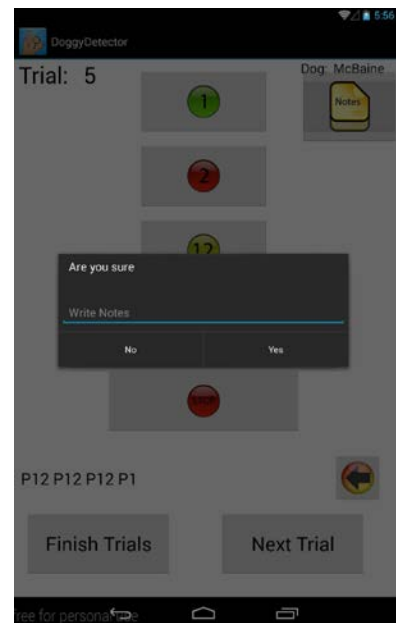 5:56
DoggyDetector
Trial: 5
Dog: McBaine
1
Notes
2
12
Are you sure
Write Notes
No
Yes
STOP
P12 P12 P12 P1
Finish Trials
Next Trial
free for personal use